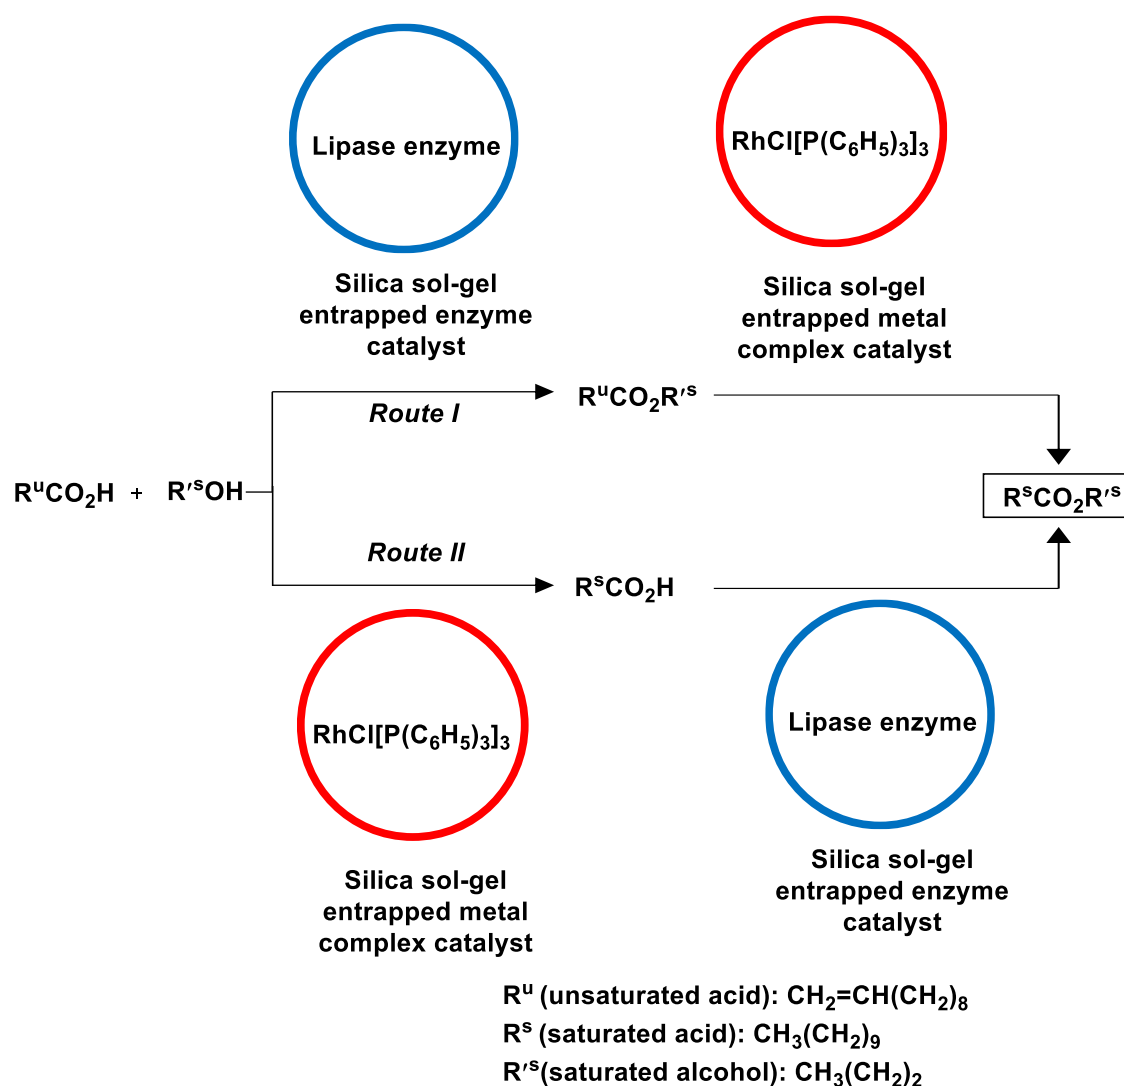 Lipase enzyme
RhCl[P(C₆H₅)₃]₃
Silica sol-gel
entrapped enzyme
catalyst
Silica sol-gel
entrapped metal
complex catalyst
RᵘCO₂R′ˢ
Route I
RᵘCO₂H + R′ˢOH
RˢCO₂R′ˢ
Route II
RˢCO₂H
RhCl[P(C₆H₅)₃]₃
Lipase enzyme
Silica sol-gel
entrapped metal
complex catalyst
Silica sol-gel
entrapped enzyme
catalyst
Rᵘ (unsaturated acid): CH₂=CH(CH₂)₈
Rˢ (saturated acid): CH₃(CH₂)₉
R′ˢ(saturated alcohol): CH₃(CH₂)₂